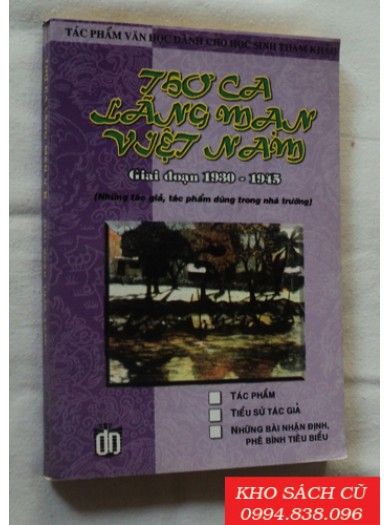 TÁC PHẨM VĂN HỌC DÀNH CHO HỌC SINH THAM KHẢO
THƠ CA
LÃNG MẠN
VIỆT NAM
Giai đoạn 1930 - 1945
(Những tác giả, tác phẩm dùng trong nhà trường)
TÁC PHẨM
TIỂU SỬ TÁC GIẢ
NHỮNG BÀI NHẬN ĐỊNH,
PHÊ BÌNH TIÊU BIỂU
KHO SÁCH CŨ
0994.838.096